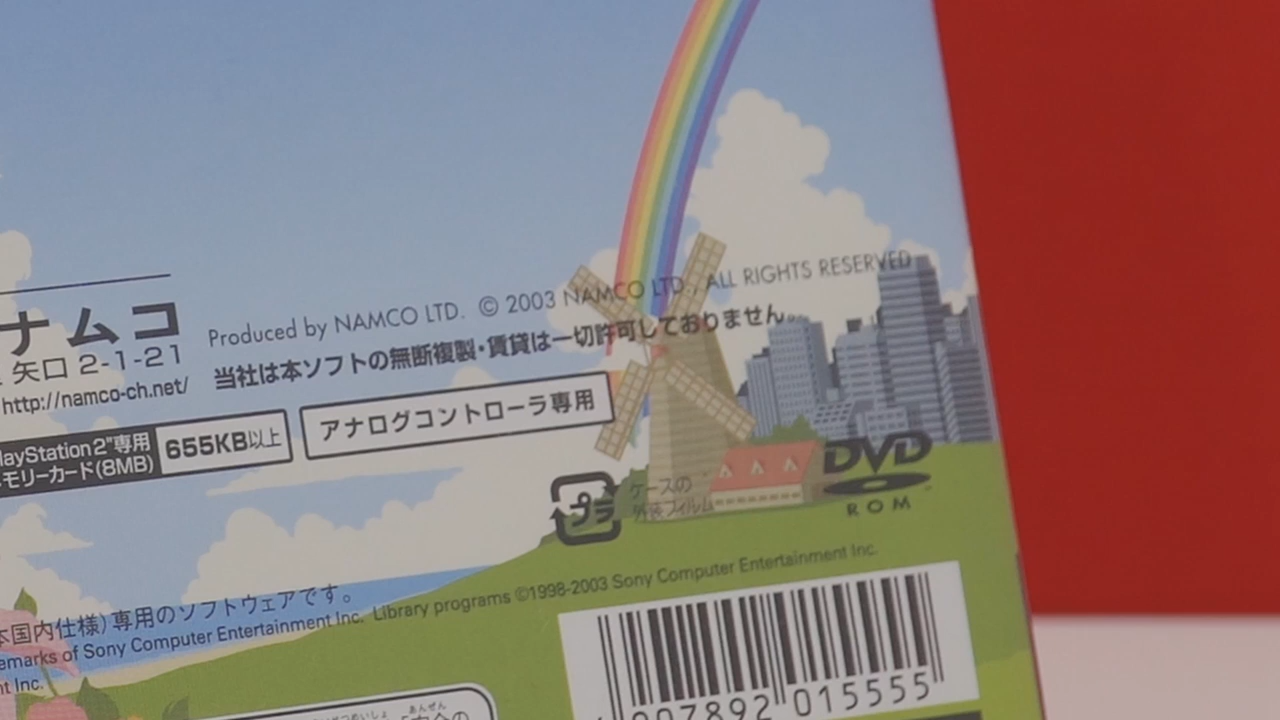 ナムコ
Produced by NAMCO LTD. © 2003 NAMCO LTD., ALL RIGHTS RESERVED
矢口 2-1-21
当社は本ソフトの無断複製・賃貸は一切許可しておりません。
http://namco-ch.net/
layStation 2"専用
モリーカード(8MB)
655KB以上
アナログコントローラ専用
プラ
ケースの
外側フィルム
DVD
ROM
本国内仕様)専用のソフトウェアです。
emarks of Sony Computer Entertainment Inc. Library programs ©1998-2003 Sony Computer Entertainment Inc.
nt Inc.
007892 015555